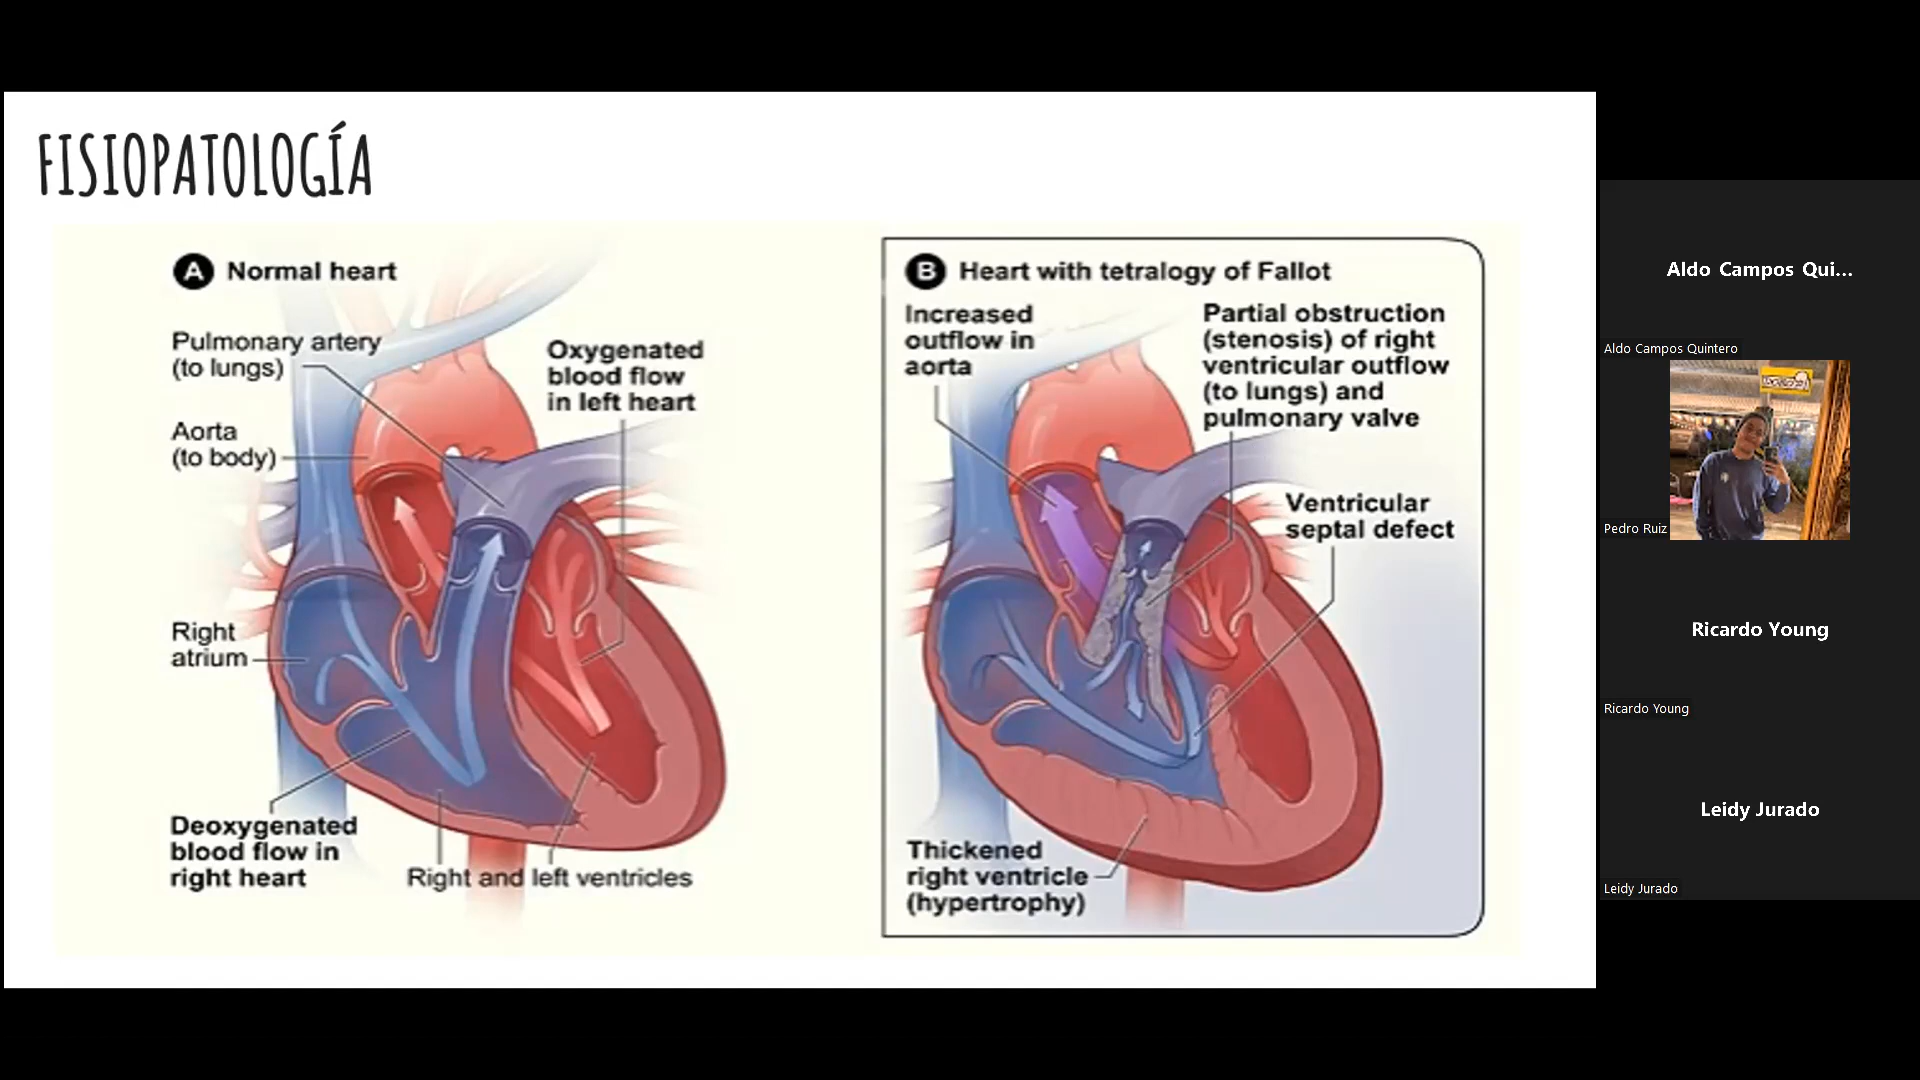 FISIOPATOLOGÍA
A Normal heart
Pulmonary artery
(to lungs)
Oxygenated
blood flow
in left heart
Aorta
(to body)
Right
atrium
Deoxygenated
blood flow in
right heart
Right and left ventricles
B Heart with tetralogy of Fallot
Increased
outflow in
aorta
Partial obstruction
(stenosis) of right
ventricular outflow
(to lungs) and
pulmonary valve
Ventricular
septal defect
Thickened
right ventricle
(hypertrophy)
Aldo Campos Qui...
Aldo Campos Quintero
Pedro Ruiz
Ricardo Young
Ricardo Young
Leidy Jurado
Leidy Jurado